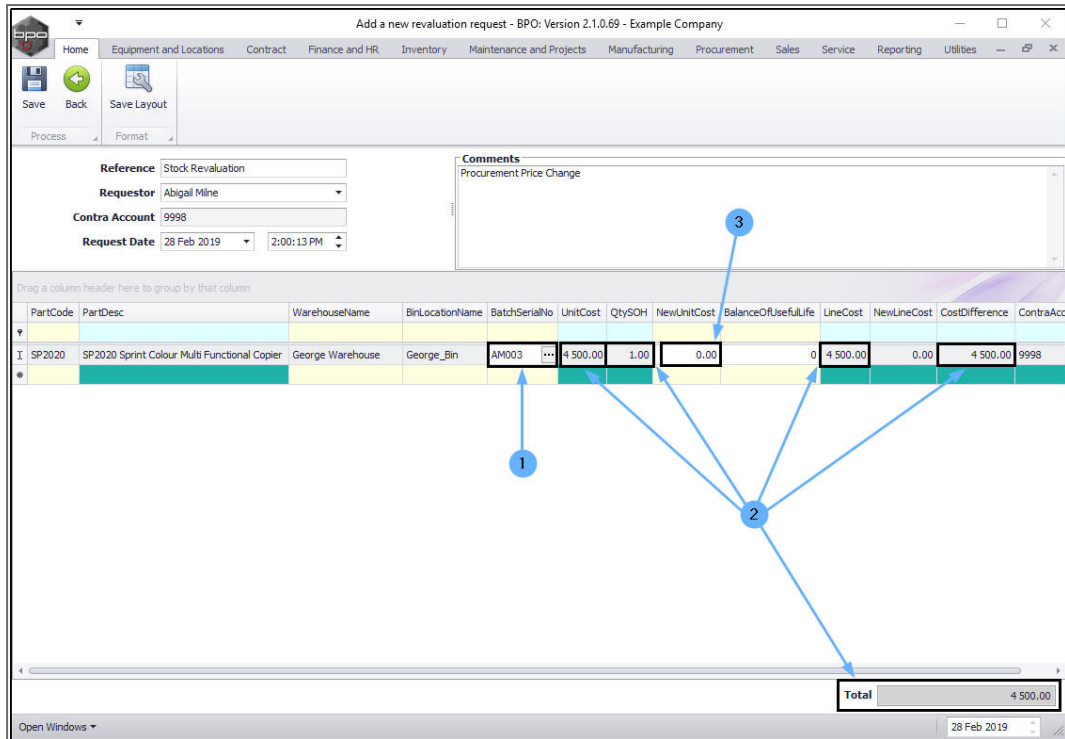 bpo
Add a new revaluation request - BPO: Version 2.1.0.69 - Example Company
Home Equipment and Locations Contract Finance and HR Inventory Maintenance and Projects Manufacturing Procurement Sales Service Reporting Utilities
Save Back Save Layout
Process Format
Reference Stock Revaluation
Requestor Abigail Milne
Contra Account 9998
Request Date 28 Feb 2019 2:00:13 PM
Comments
Procurement Price Change
3
Drag a column header here to group by that column
PartCode PartDesc WarehouseName BinLocationName BatchSerialNo UnitCost QtySOH NewUnitCost BalanceOfUsefulLife LineCost NewLineCost CostDifference ContraAcc
SP2020 SP2020 Sprint Colour Multi Functional Copier George Warehouse George_Bin AM003 ... 4 500.00 1.00 0.00 0 4 500.00 0.00 4 500.00 9998
1
2
Total 4 500.00
Open Windows 28 Feb 2019